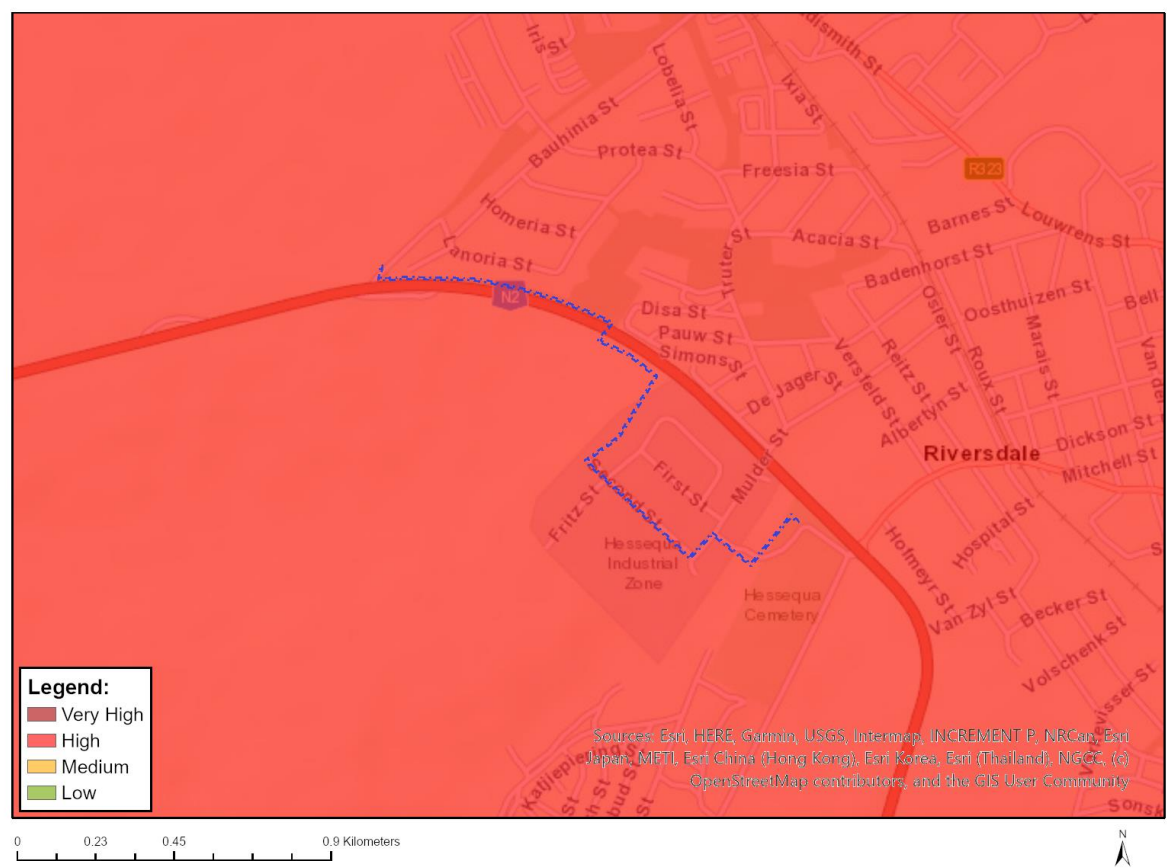 Iris St
Lobelia St
Ixia St
Bauhinia St
Protea St
Freesia St
R323
Homeria St
Barnes St
Louwrens St
Lanoria St
Truter St
Acacia St
Badenhorst St
N2
Osler St
Oosthuizen St
Bell
Disa St
Pauw St
Simons St
Marais St
Versfeld St
Reitz St
Roux St
De Jager St
Albertyn St
Dickson St
Mitchell St
Riversdale
Mulder St
First St
Second St
Fritz St
Hessequa
Industrial
Zone
Hofmeyr St
Hospital St
Hessequa
Cemetery
Van Zyl St
Becker St
Volschenk St
Legend:
Very High
High
Medium
Low
Sources: Esri, HERE, Garmin, USGS, Intermap, INCREMENT P, NRCan, Esri
Japan, METI, Esri China (Hong Kong), Esri Korea, Esri (Thailand), NGCC, (c)
OpenStreetMap contributors, and the GIS User Community
St
St
0 0.23 0.45 0.9 Kilometers
N